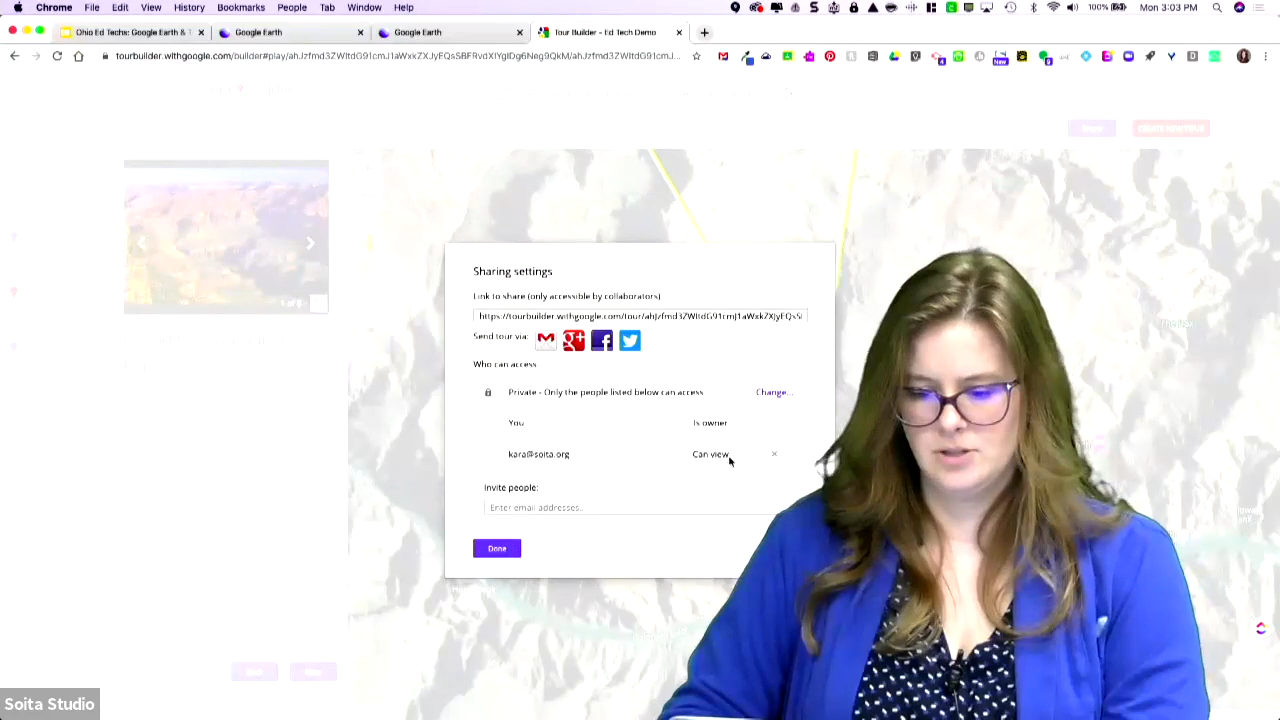 Chrome File Edit View History Bookmarks People Tab Window Help
100% Mon 3:03 PM
Ohio Ed Techs: Google Earth & T
Google Earth
Google Earth
Tour Builder - Ed Tech Demo
Sharing settings
Link to share (only accessible by collaborators)
Send tour via:
Who can access
Private - Only the people listed below can access Change...
You Is owner
kara@soita.org Can view
Invite people:
Enter email addresses..
Done
Soita Studio